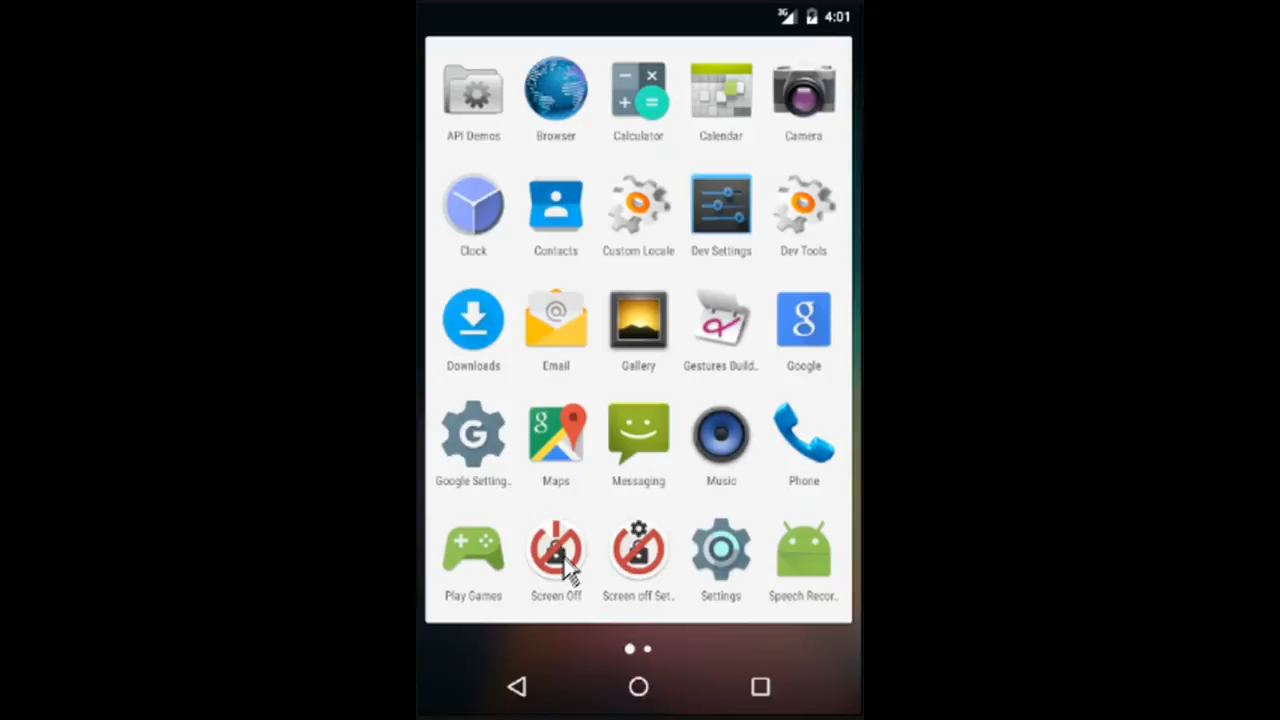 3G 4:01
API Demos Browser Calculator Calendar Camera
Clock Contacts Custom Locale Dev Settings Dev Tools
Downloads Email Gallery Gestures Build.. Google
Google Setting.. Maps Messaging Music Phone
Play Games Screen Off Screen off Set.. Settings Speech Recor..